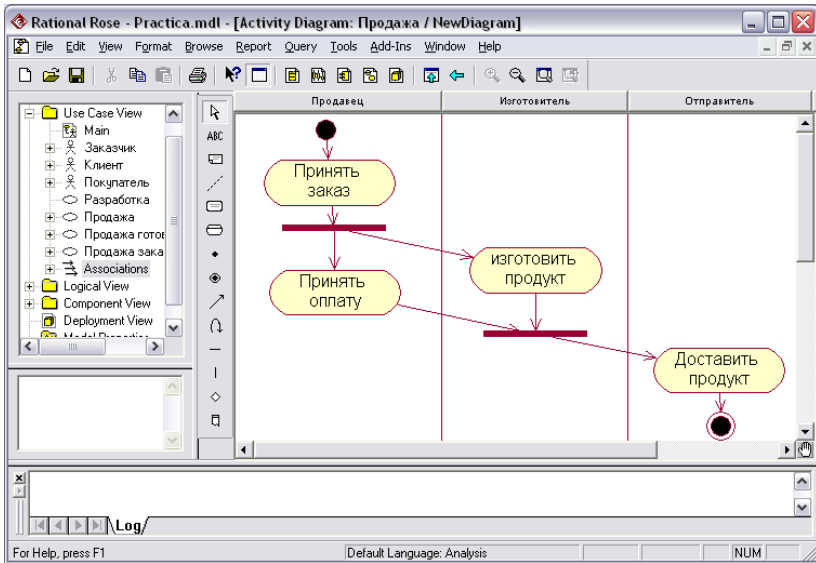 Rational Rose - Practica.mdl - [Activity Diagram: Продажа / NewDiagram]
File Edit View Format Browse Report Query Tools Add-Ins Window Help
Use Case View
Main
Заказчик
Клиент
Покупатель
Разработка
Продажа
Продажа готов
Продажа зака
Associations
Logical View
Component View
Deployment View
ABC
Продавец
Изготовитель
Отправитель
Принять
заказ
изготовить
продукт
Принять
оплату
Доставить
продукт
Log
For Help, press F1
Default Language: Analysis
NUM